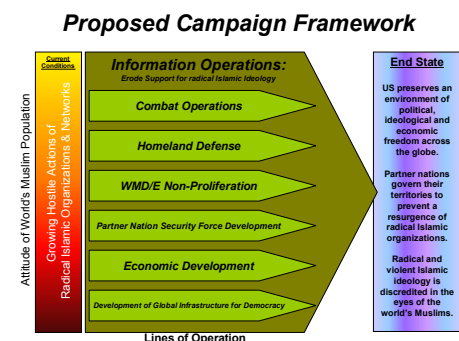 Proposed Campaign Framework
Current
Conditions
Attitude of World's Muslim Population
Growing Hostile Actions of
Radical Islamic Organizations & Networks
Information Operations:
Erode Support for radical Islamic Ideology
Combat Operations
Homeland Defense
WMD/E Non-Proliferation
Partner Nation Security Force Development
Economic Development
Development of Global Infrastructure for Democracy
Lines of Operation
End State
US preserves an
environment of
political,
ideological and
economic
freedom across
the globe.
Partner nations
govern their
territories to
prevent a
resurgence of
radical Islamic
organizations.
Radical and
violent Islamic
ideology is
discredited in the
eyes of the
world's Muslims.